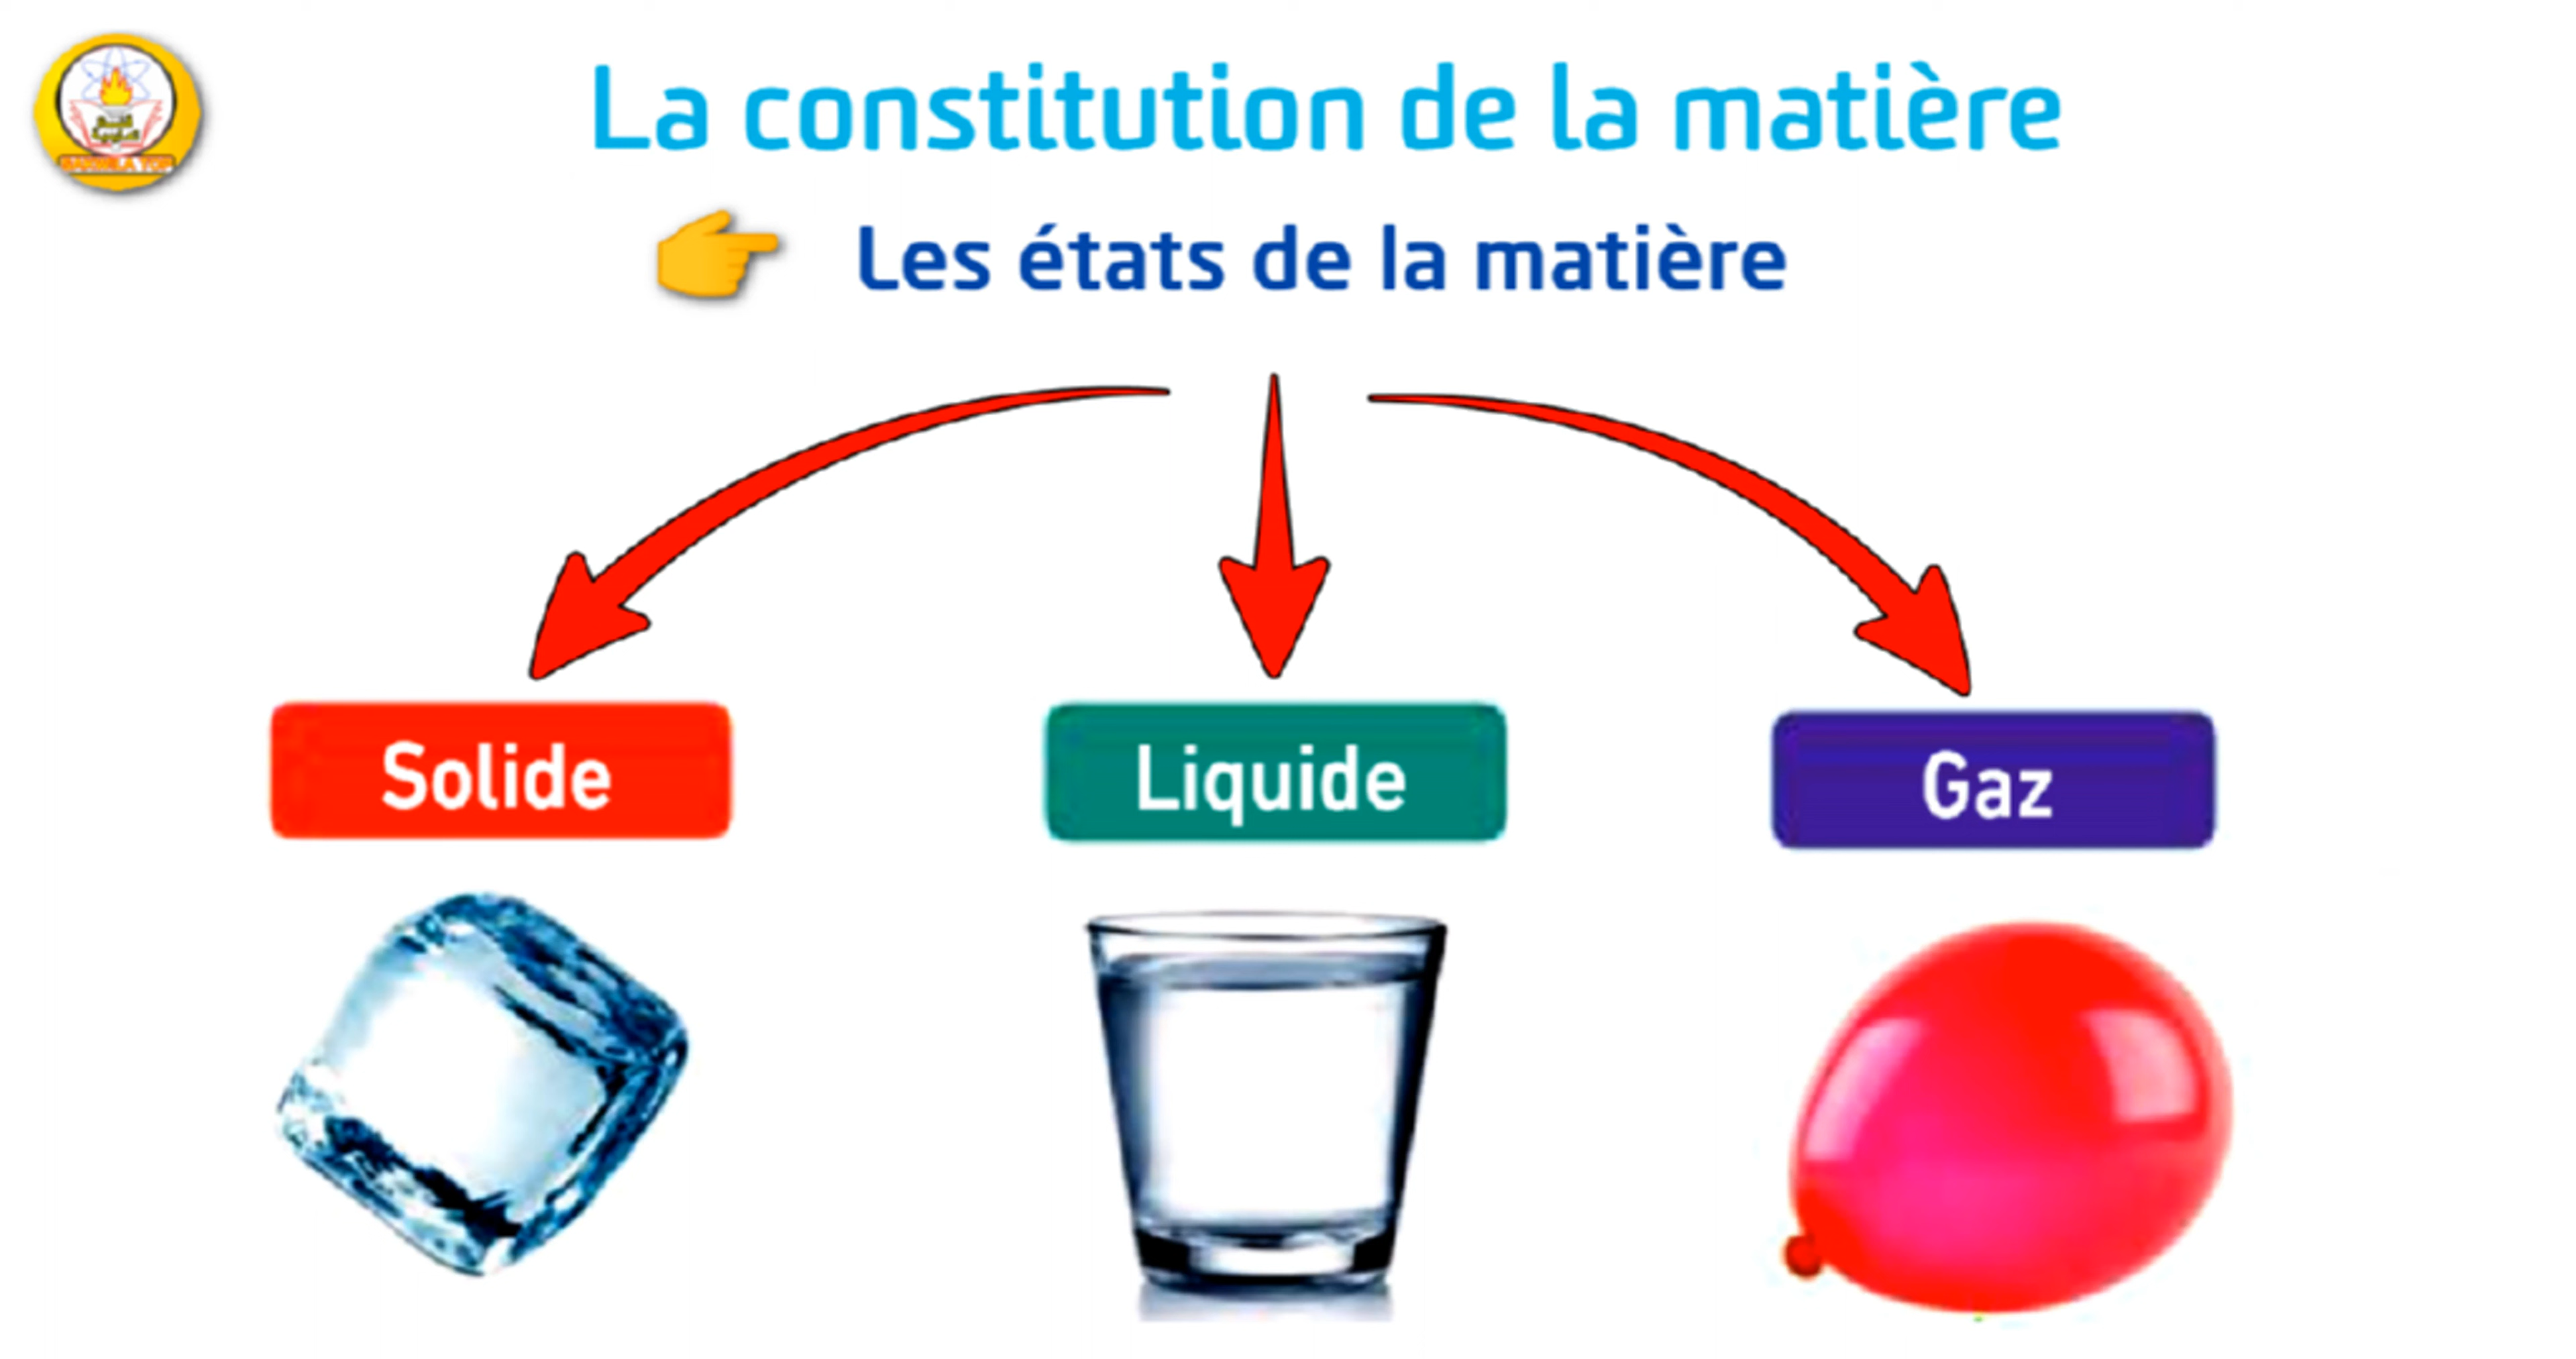 La constitution de la matière
Les états de la matière
Solide
Liquide
Gaz